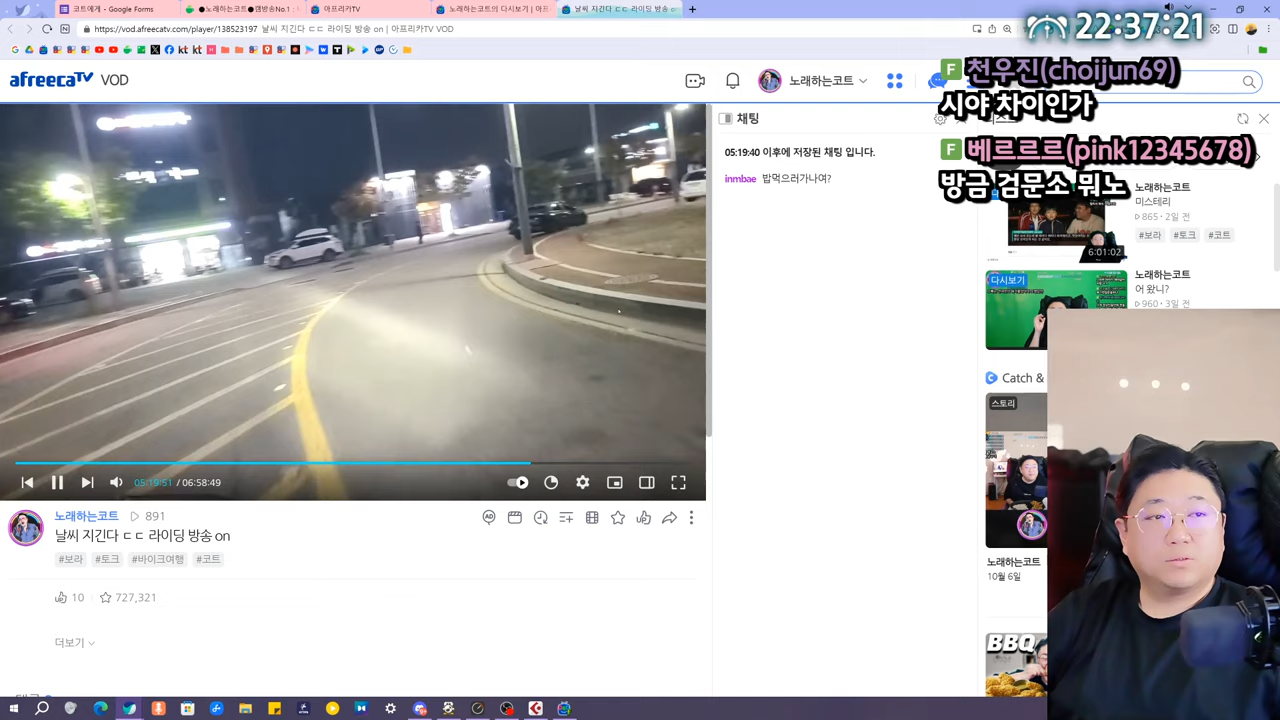 코트에게 - Google Forms
●노래하는코트●캠방송No.1 :
아프리카TV
노래하는코트의 다시보기 | 아프
날씨 지긴다 ㄷㄷ 라이딩 방송 on
https://vod.afreecatv.com/player/138523197 날씨 지긴다 ㄷㄷ 라이딩 방송 on | 아프리카TV VOD
22:37:21
F 천우진(choijun69)
시야 차이인가
F 베르르르(pink12345678)
방금 검문소 뭐노
afreecaTV VOD
노래하는코트
채팅
05:19:40 이후에 저장된 채팅 입니다.
inmbae 밥먹으러가나여?
노래하는코트
미스테리
865 · 2일 전
#보라 #토크 #코트
6:01:02
다시보기
노래하는코트
어 왔니?
960 · 3일 전
Catch &
스토리
노래하는코트
10월 6일
BBQ
05:19:51 / 06:58:49
노래하는코트 891
날씨 지긴다 ㄷㄷ 라이딩 방송 on
#보라 #토크 #바이크여행 #코트
10 727,321
더보기